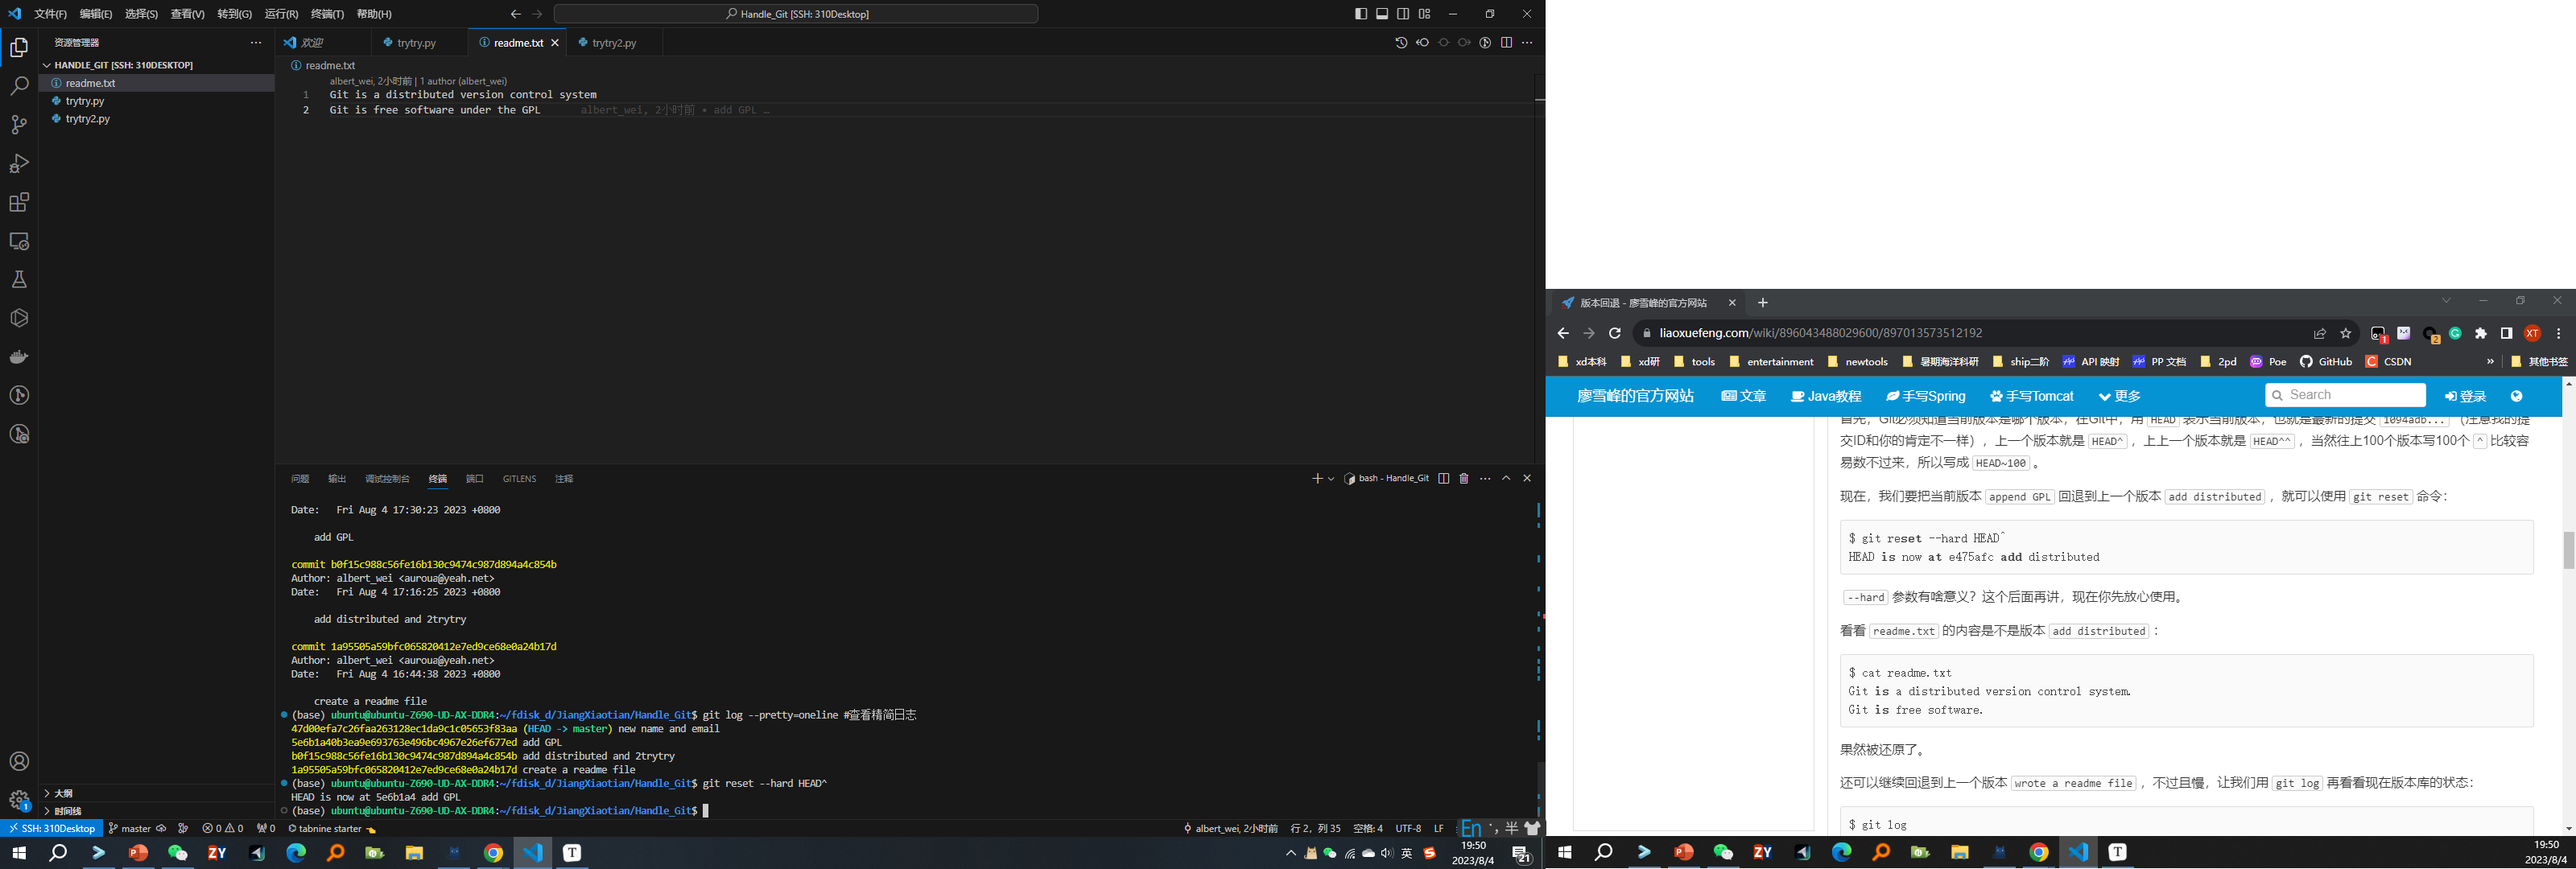 文件(F) 编辑(E) 选择(S) 查看(V) 转到(G) 运行(R) 终端(T) 帮助(H)
Handle_Git [SSH: 310Desktop]
资源管理器
HANDLE_GIT [SSH: 310DESKTOP]
readme.txt
trytry.py
trytry2.py
大纲
时间线
欢迎
trytry.py
readme.txt
trytry2.py
readme.txt
albert_wei, 2小时前 | 1 author (albert_wei)
1 Git is a distributed version control system
2 Git is free software under the GPL albert_wei, 2小时前 • add GPL …
问题 输出 调试控制台 终端 端口 GITLENS 注释
bash - Handle_Git
Date:   Fri Aug 4 17:30:23 2023 +0800
add GPL
commit b0f15c988c56fe16b130c9474c987d894a4c854b
Author: albert_wei <auroua@yeah.net>
Date:   Fri Aug 4 17:16:25 2023 +0800
add distributed and 2trytry
commit 1a95505a59bfc065820412e7ed9ce68e0a24b17d
Author: albert_wei <auroua@yeah.net>
Date:   Fri Aug 4 16:44:38 2023 +0800
create a readme file
(base) ubuntu@ubuntu-Z690-UD-AX-DDR4:~/fdisk_d/JiangXiaotian/Handle_Git$ git log --pretty=oneline #查看精简日志
47d00efa7c26faa263128ec1da9c1c05653f83aa (HEAD -> master) new name and email
5e6b1a40b3ea9e693763e496bc4967e26ef677ed add GPL
b0f15c988c56fe16b130c9474c987d894a4c854b add distributed and 2trytry
1a95505a59bfc065820412e7ed9ce68e0a24b17d create a readme file
(base) ubuntu@ubuntu-Z690-UD-AX-DDR4:~/fdisk_d/JiangXiaotian/Handle_Git$ git reset --hard HEAD^
HEAD is now at 5e6b1a4 add GPL
(base) ubuntu@ubuntu-Z690-UD-AX-DDR4:~/fdisk_d/JiangXiaotian/Handle_Git$
SSH: 310Desktop master 0 0 0 tabnine starter
albert_wei, 2小时前 行 2，列 35 空格: 4 UTF-8 LF
En 半
英
19:50
2023/8/4
21
版本回退 - 廖雪峰的官方网站
liaoxuefeng.com/wiki/896043488029600/897013573512192
xd本科 xd研 tools entertainment newtools 暑期海洋科研 ship二阶 API 映射 PP 文档 2pd Poe GitHub CSDN » 其他书签
廖雪峰的官方网站 文章 Java教程 手写Spring 手写Tomcat 更多 Search 登录
首先，Git必须知道当前版本是哪个版本，在Git中，用 HEAD 表示当前版本，也就是最新的提交 1094adb... （注意我的提
交ID和你的肯定不一样），上一个版本就是 HEAD^ ，上上一个版本就是 HEAD^^ ，当然往上100个版本写100个 ^ 比较容
易数不过来，所以写成 HEAD~100 。
现在，我们要把当前版本 append GPL 回退到上一个版本 add distributed ，就可以使用 git reset 命令：
$ git reset --hard HEAD^
HEAD is now at e475afc add distributed
--hard 参数有啥意义？这个后面再讲，现在你先放心使用。
看看 readme.txt 的内容是不是版本 add distributed ：
$ cat readme.txt
Git is a distributed version control system.
Git is free software.
果然被还原了。
还可以继续回退到上一个版本 wrote a readme file ，不过且慢，让我们用 git log 再看看现在版本库的状态：
$ git log
19:50
2023/8/4